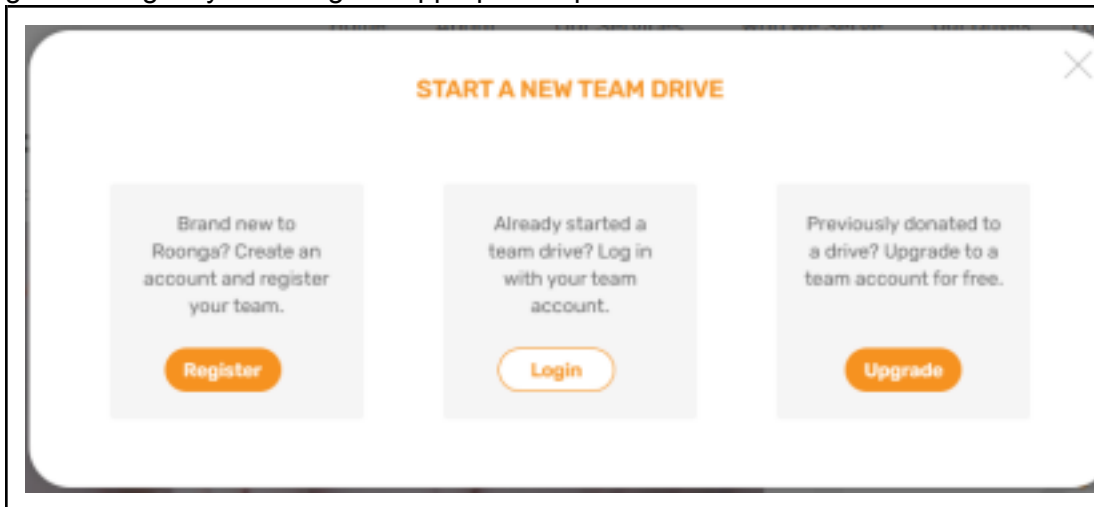 START A NEW TEAM DRIVE
Brand new to
Roonga? Create an
account and register
your team.
Register
Already started a
team drive? Log in
with your team
account.
Login
Previously donated to
a drive? Upgrade to a
team account for free.
Upgrade